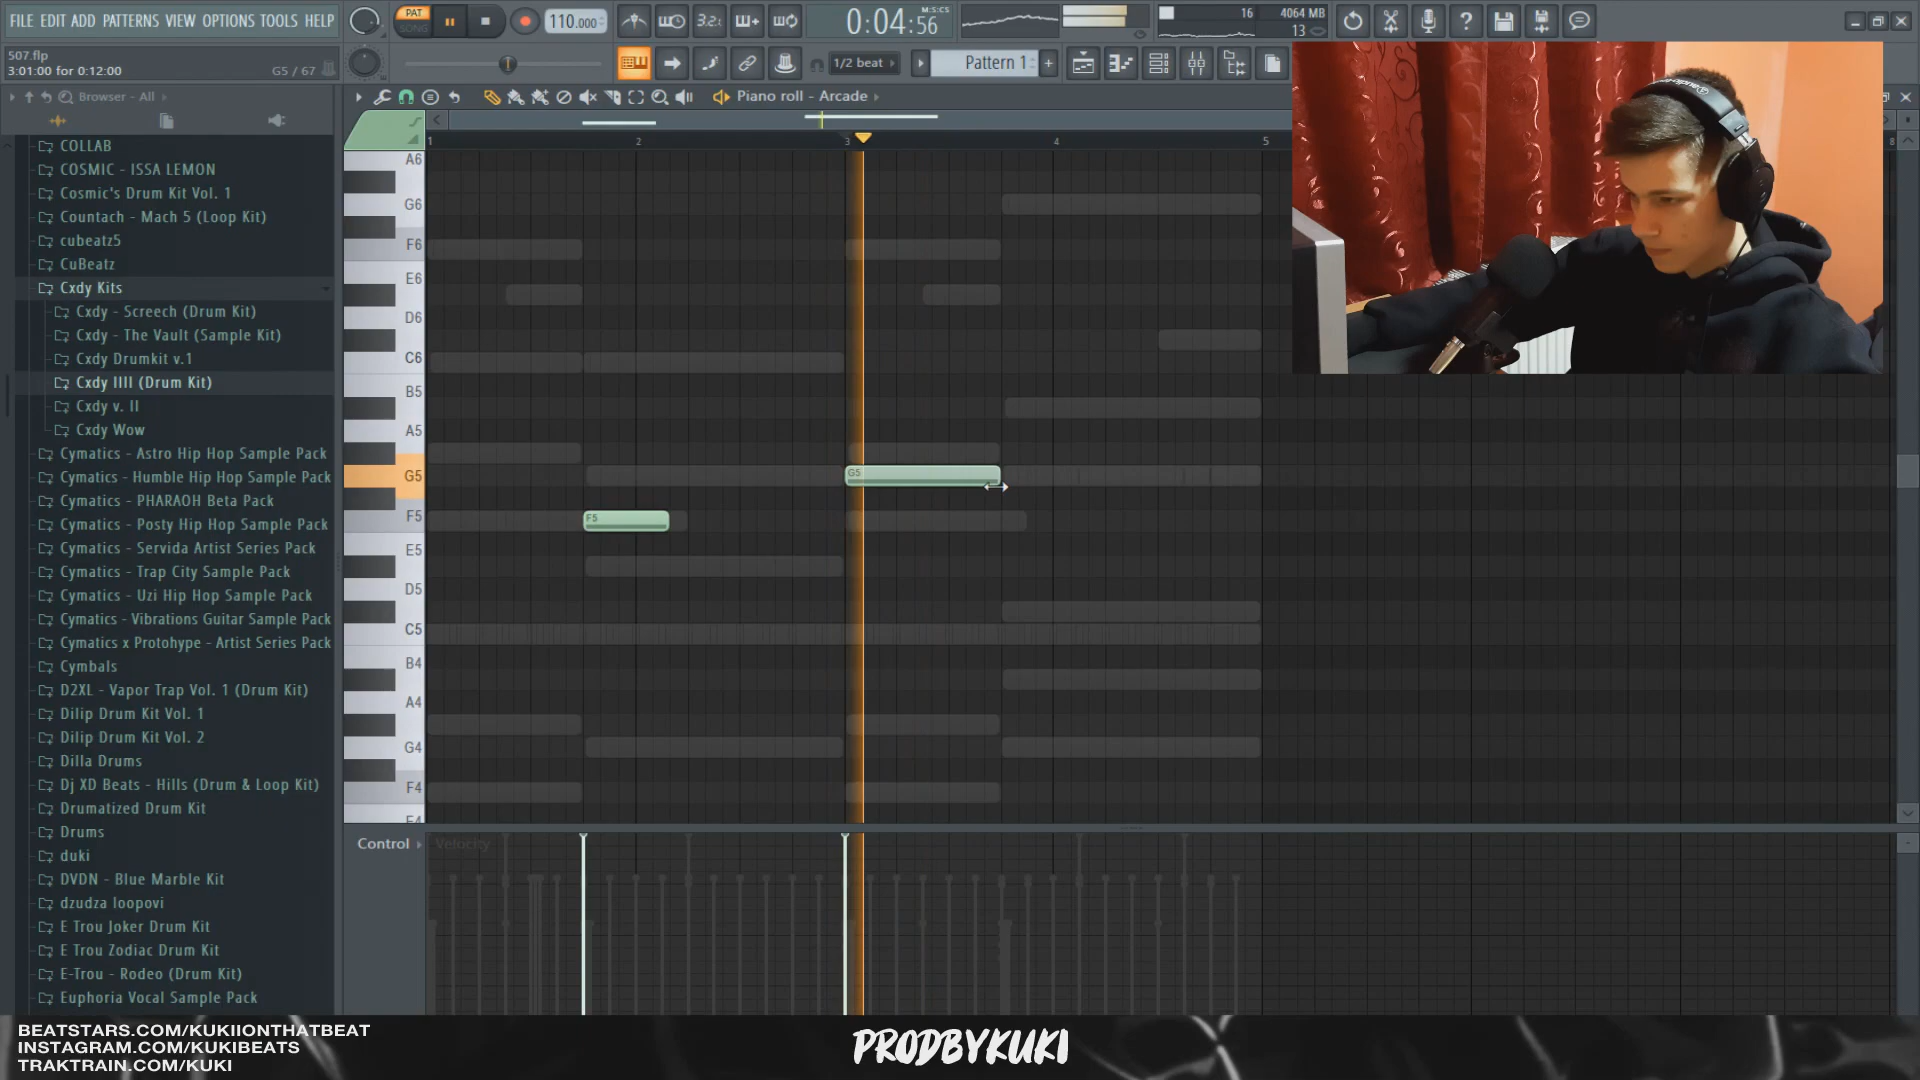 FILE EDIT ADD PATTERNS VIEW OPTIONS TOOLS HELP
PAT
SONG
110.000
3.2.
0:04:56
M:S:CS
16
4064 MB
13
507.flp
3:01:00 for 0:12:00
G5 / 67
1/2 beat
Pattern 1
Browser - All
Piano roll - Arcade
COLLAB
COSMIC - ISSA LEMON
Cosmic's Drum Kit Vol. 1
Countach - Mach 5 (Loop Kit)
cubeatz5
CuBeatz
Cxdy Kits
Cxdy - Screech (Drum Kit)
Cxdy - The Vault (Sample Kit)
Cxdy Drumkit v.1
Cxdy IIII (Drum Kit)
Cxdy v. II
Cxdy Wow
Cymatics - Astro Hip Hop Sample Pack
Cymatics - Humble Hip Hop Sample Pack
Cymatics - PHARAOH Beta Pack
Cymatics - Posty Hip Hop Sample Pack
Cymatics - Servida Artist Series Pack
Cymatics - Trap City Sample Pack
Cymatics - Uzi Hip Hop Sample Pack
Cymatics - Vibrations Guitar Sample Pack
Cymatics x Protohype - Artist Series Pack
Cymbals
D2XL - Vapor Trap Vol. 1 (Drum Kit)
Dilip Drum Kit Vol. 1
Dilip Drum Kit Vol. 2
Dilla Drums
Dj XD Beats - Hills (Drum & Loop Kit)
Drumatized Drum Kit
Drums
duki
DVDN - Blue Marble Kit
dzudza loopovi
E Trou Joker Drum Kit
E Trou Zodiac Drum Kit
E-Trou - Rodeo (Drum Kit)
Euphoria Vocal Sample Pack
1 2 3 4 5 8
A6
G6
F6
E6
D6
C6
B5
A5
G5
G5
F5
F5
E5
D5
C5
B4
A4
G4
F4
E4
Control
Velocity
BEATSTARS.COM/KUKIIONTHATBEAT
INSTAGRAM.COM/KUKIBEATS
TRAKTRAIN.COM/KUKI
PRODBYKUKI